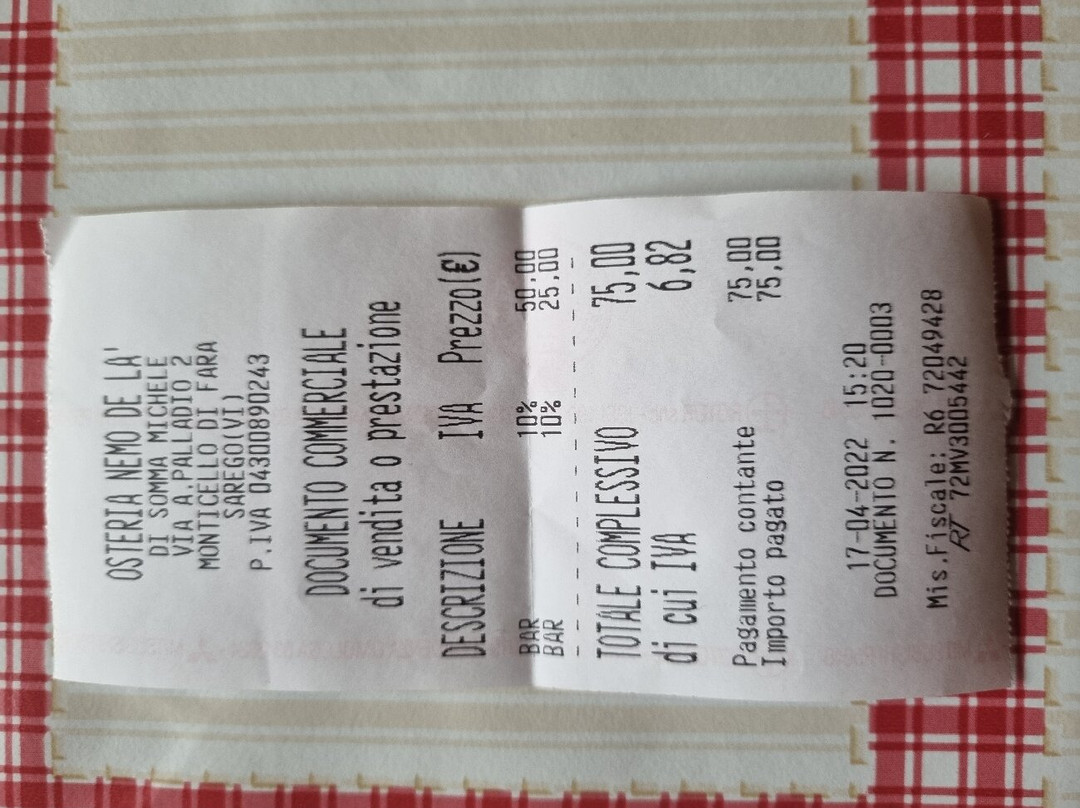 OSTERIA NEMO DE LA'
DI SOMMA MICHELE
VIA A.PALLADIO 2
MONTICELLO DI FARA
SAREGO(VI)
P.IVA 04300890243
DOCUMENTO COMMERCIALE
di vendita o prestazione
DESCRIZIONE IVA Prezzo(€)
BAR 10% 50,00
BAR 10% 25,00
TOTALE COMPLESSIVO 75,00
di cui IVA 6,82
Pagamento contante 75,00
Importo pagato 75,00
17-04-2022 15:20
DOCUMENTO N. 1020-0003
Mis.Fiscale: R6 72049428
RT 72MV3005442